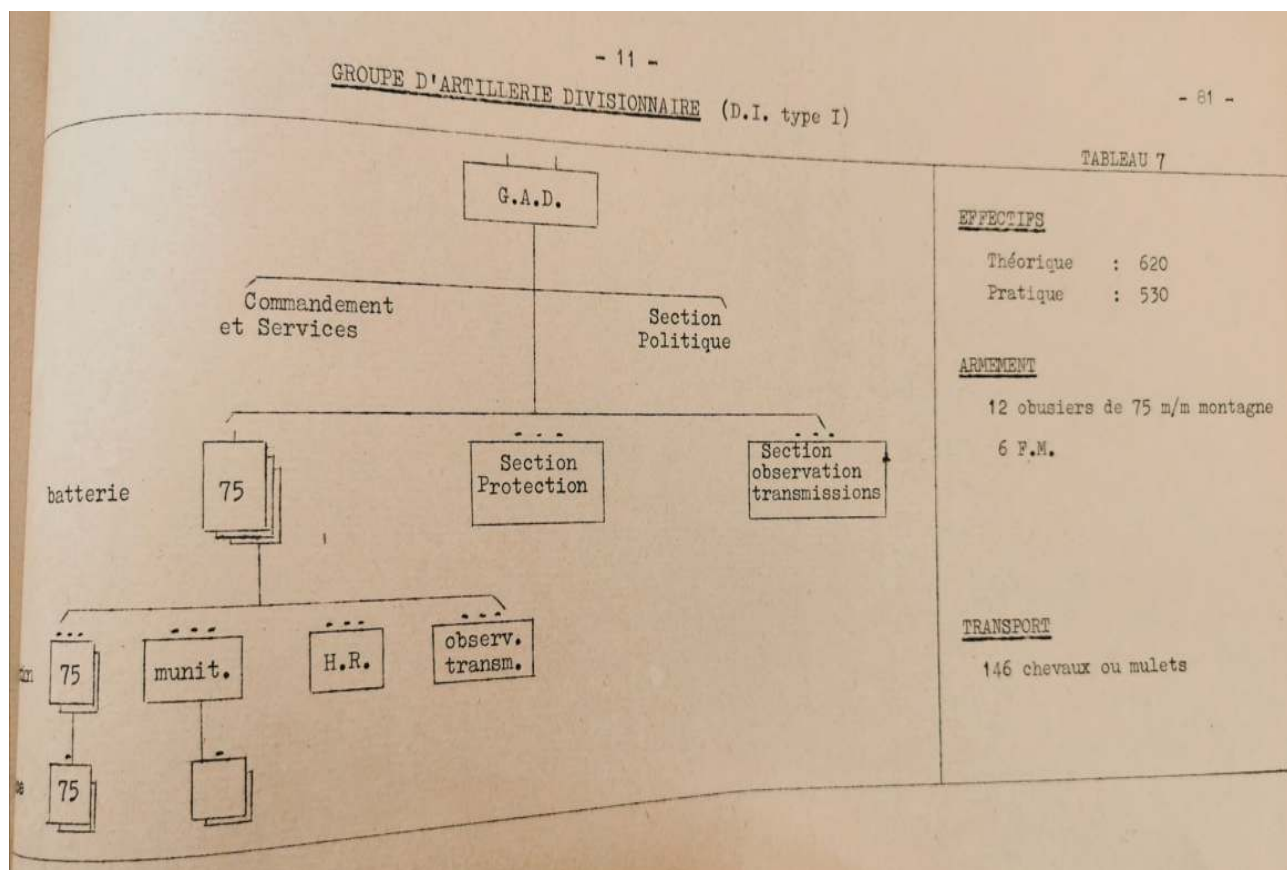 - 11 -
GROUPE D'ARTILLERIE DIVISIONNAIRE (D.I. type I)
- 81 -
TABLEAU 7
G.A.D.
Commandement
et Services
Section
Politique
batterie
75
Section
Protection
Section
observation
transmissions
75
munit.
H.R.
observ.
transm.
75
EFFECTIFS
Théorique : 620
Pratique : 530
ARMEMENT
12 obusiers de 75 m/m montagne
6 F.M.
TRANSPORT
146 chevaux ou mulets